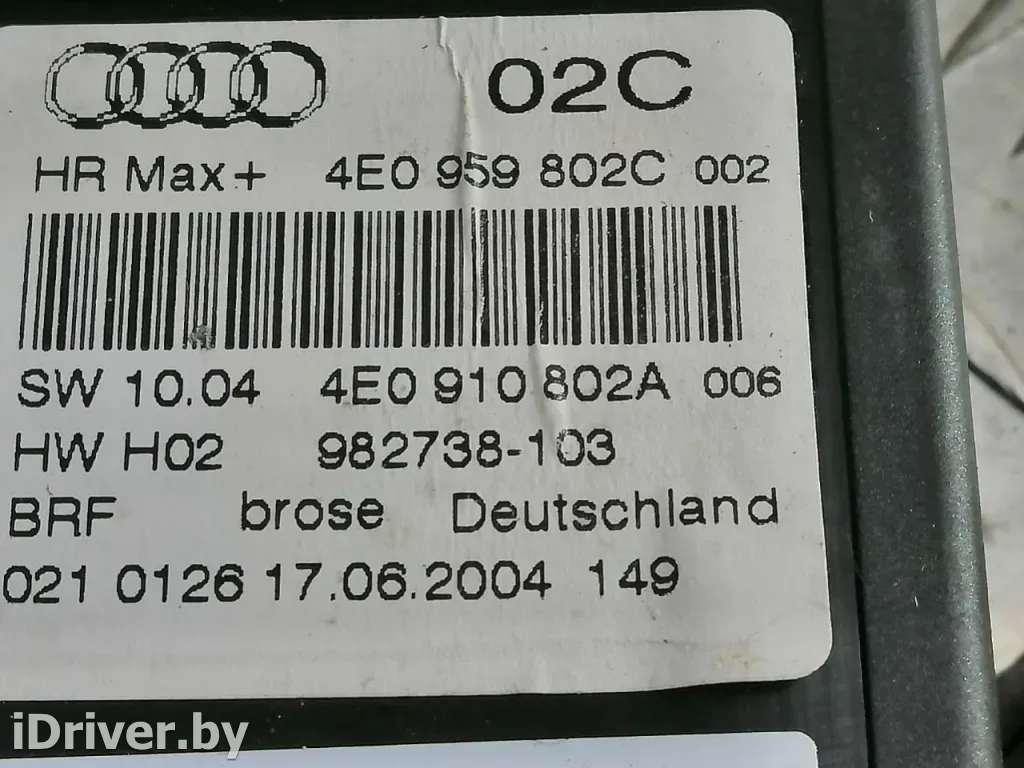 02C
HR Max+ 4E0 959 802C 002
SW 10.04 4E0 910 802A 006
HW H02 982738-103
BRF brose Deutschland
021 0126 17.06.2004 149
iDriver.by